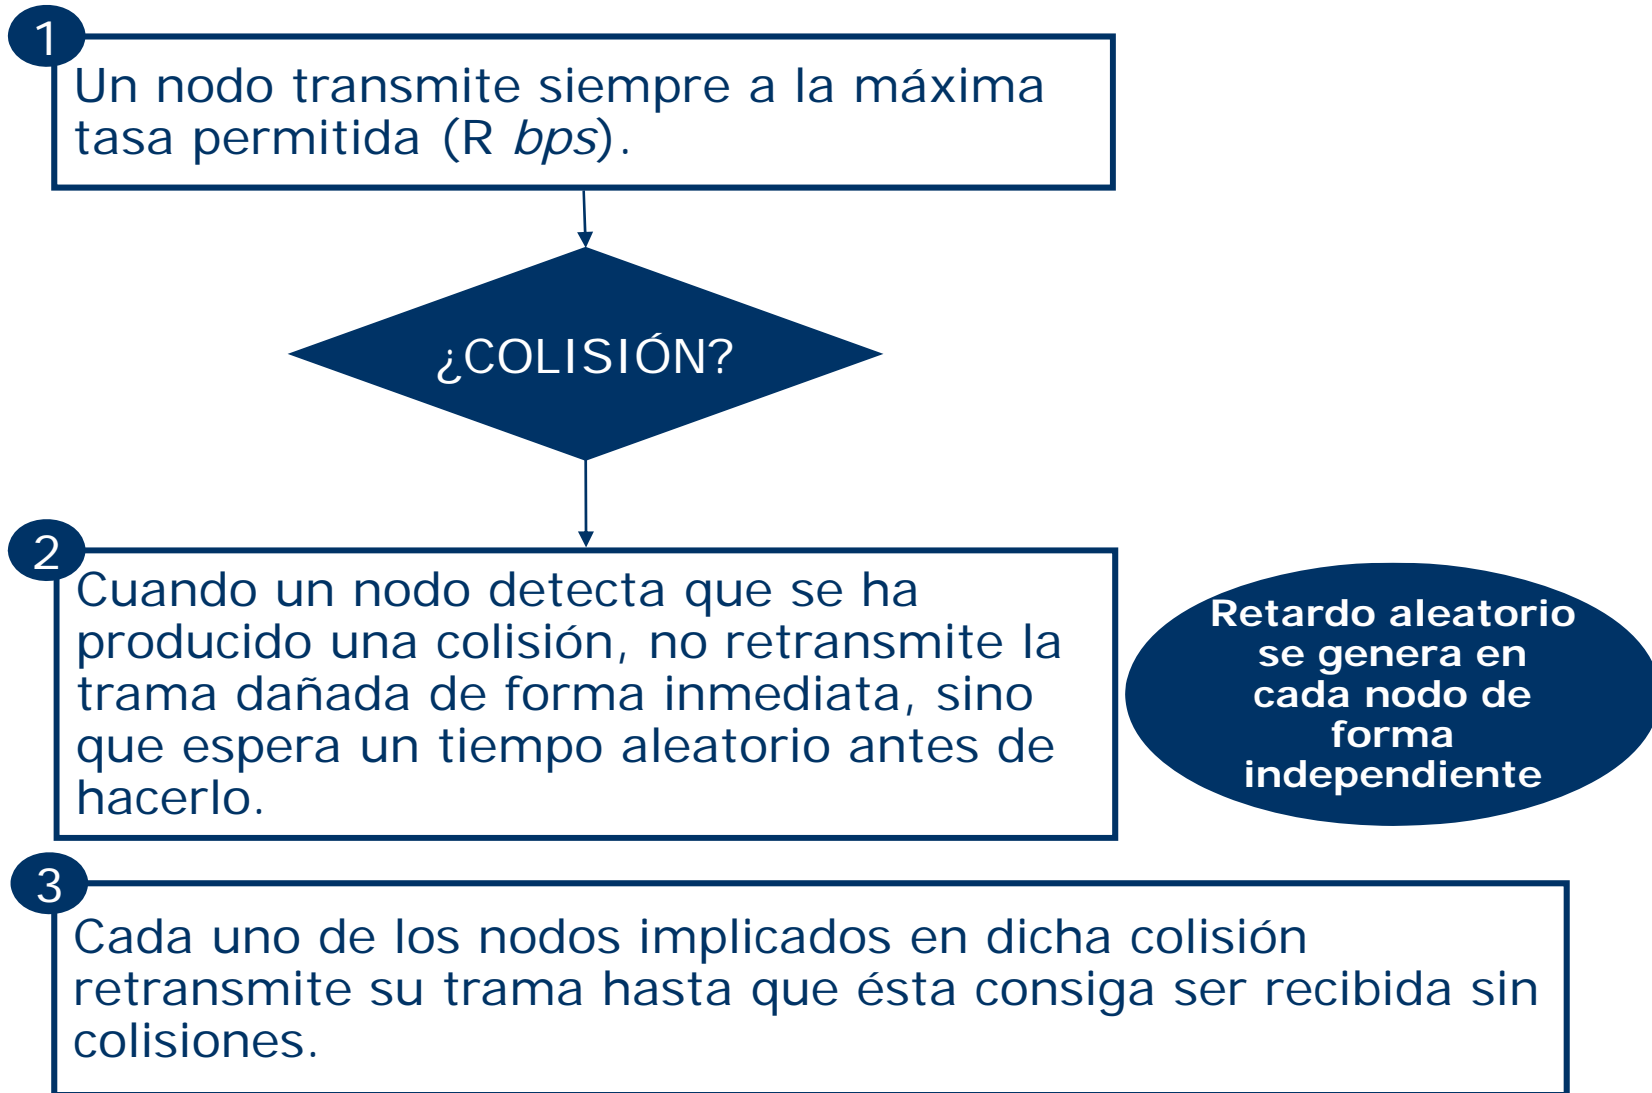 1
Un nodo transmite siempre a la máxima
tasa permitida (R bps).
¿COLISIÓN?
2
Cuando un nodo detecta que se ha
producido una colisión, no retransmite la
trama dañada de forma inmediata, sino
que espera un tiempo aleatorio antes de
hacerlo.
Retardo aleatorio
se genera en
cada nodo de
forma
independiente
3
Cada uno de los nodos implicados en dicha colisión
retransmite su trama hasta que ésta consiga ser recibida sin
colisiones.